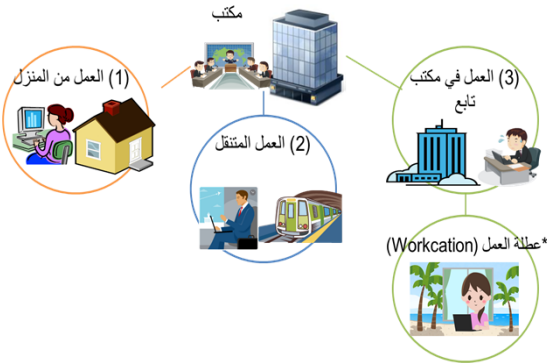 مكتب
(1) العمل من المنزل
(2) العمل المتنقل
(3) العمل في مكتب
تابع
*عطلة العمل (Workcation)